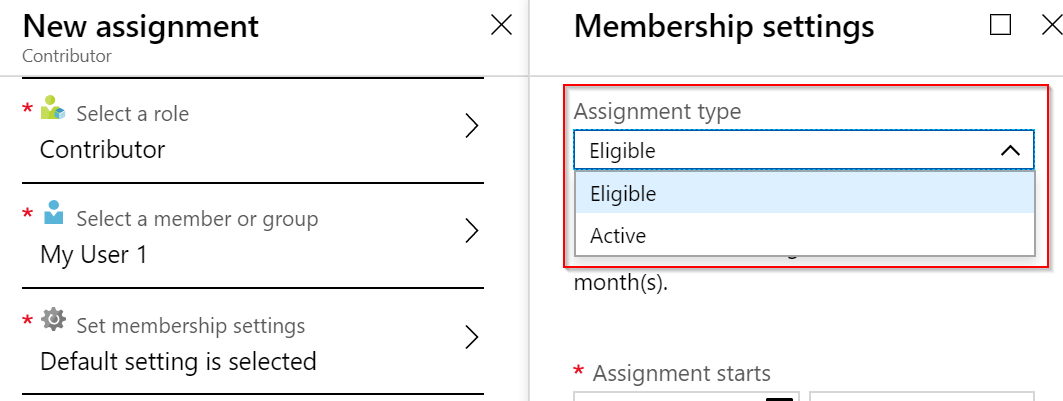 New assignment
Contributor
* Select a role
Contributor
* Select a member or group
My User 1
* Set membership settings
Default setting is selected
Membership settings
Assignment type
Eligible
Eligible
Active
month(s).
* Assignment starts